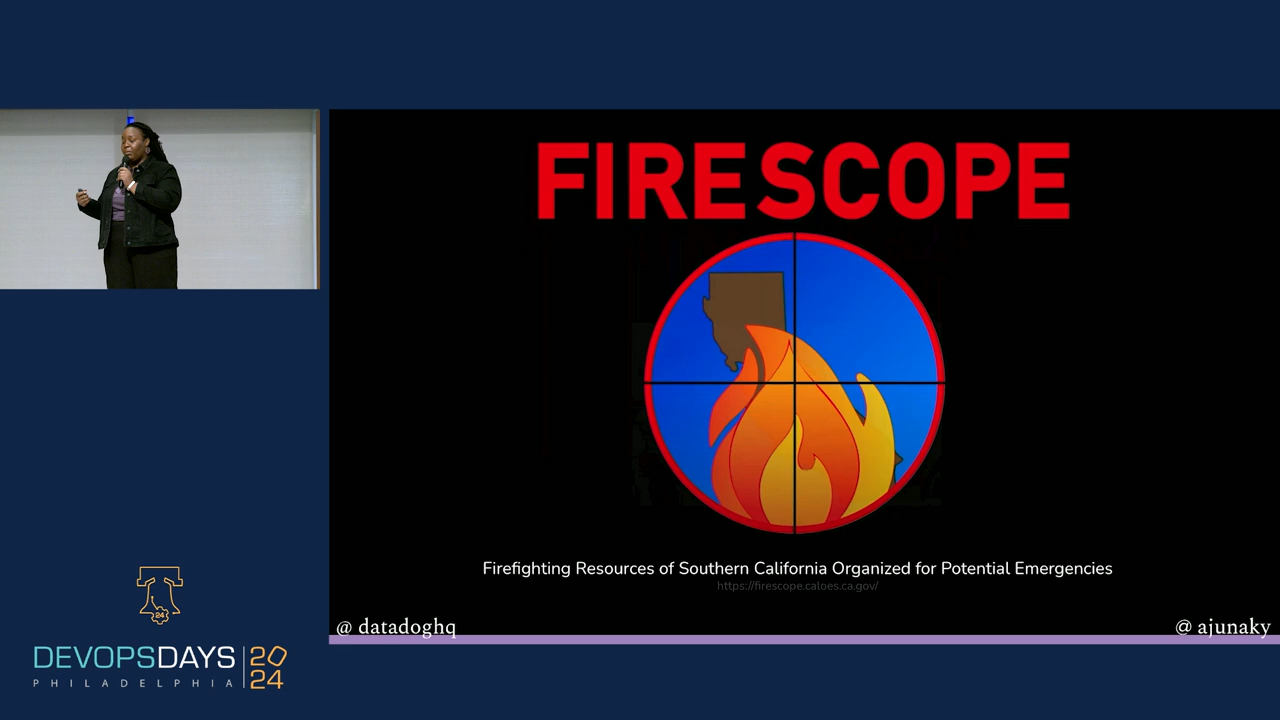 FIRESCOPE
Firefighting Resources of Southern California Organized for Potential Emergencies
https://firescope.caloes.ca.gov/
@ datadoghq
@ ajunaky
24
DEVOPSDAYS
PHILADELPHIA
2024